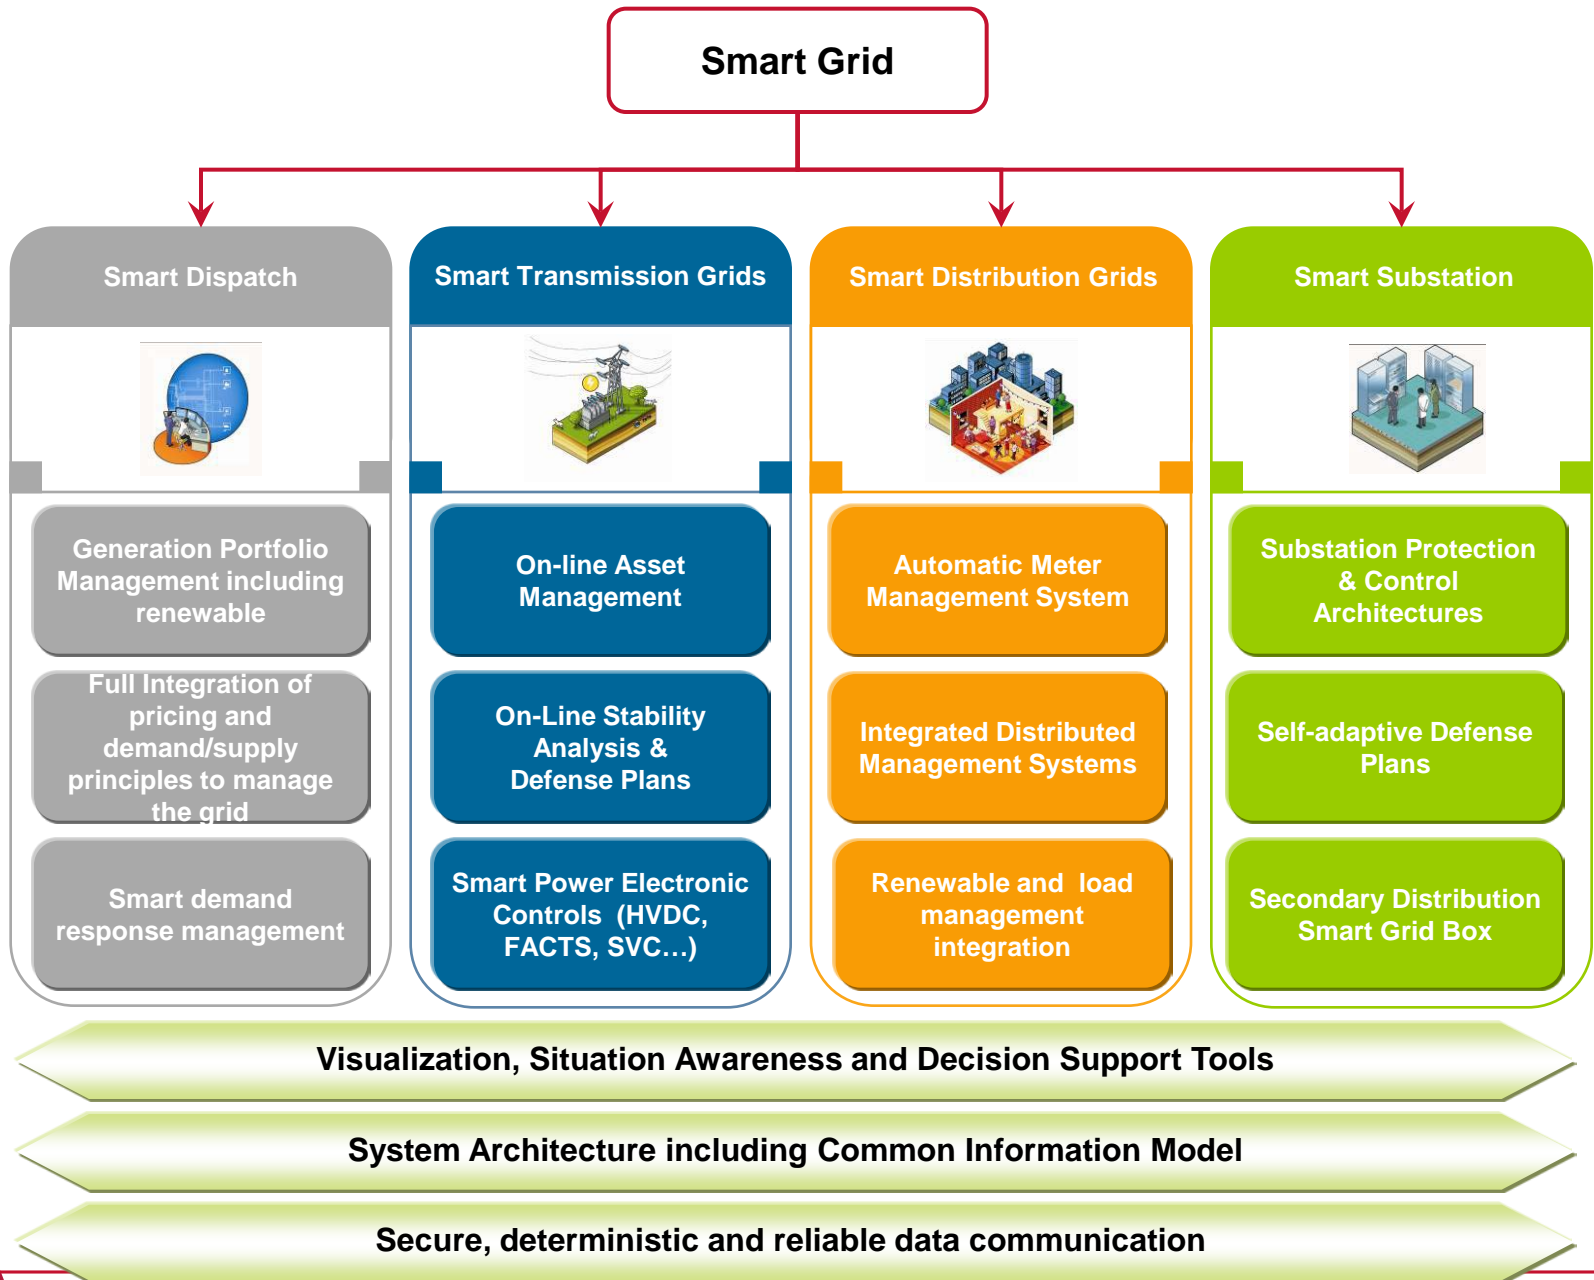 Smart Grid
Smart Dispatch
Generation Portfolio
Management including
renewable
Full Integration of
pricing and
demand/supply
principles to manage
the grid
Smart demand
response management
Smart Transmission Grids
On-line Asset
Management
On-Line Stability
Analysis &
Defense Plans
Smart Power Electronic
Controls (HVDC,
FACTS, SVC…)
Smart Distribution Grids
Automatic Meter
Management System
Integrated Distributed
Management Systems
Renewable and load
management
integration
Smart Substation
Substation Protection
& Control
Architectures
Self-adaptive Defense
Plans
Secondary Distribution
Smart Grid Box
Visualization, Situation Awareness and Decision Support Tools
System Architecture including Common Information Model
Secure, deterministic and reliable data communication